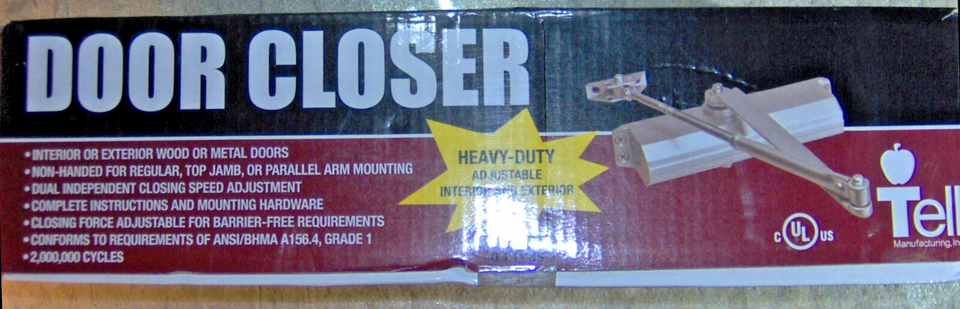 DOOR CLOSER
• INTERIOR OR EXTERIOR WOOD OR METAL DOORS
• NON-HANDED FOR REGULAR, TOP JAMB, OR PARALLEL ARM MOUNTING
• DUAL INDEPENDENT CLOSING SPEED ADJUSTMENT
• COMPLETE INSTRUCTIONS AND MOUNTING HARDWARE
• CLOSING FORCE ADJUSTABLE FOR BARRIER-FREE REQUIREMENTS
• CONFORMS TO REQUIREMENTS OF ANSI/BHMA A156.4, GRADE 1
• 2,000,000 CYCLES
HEAVY-DUTY
ADJUSTABLE
INTERIOR AND EXTERIOR
C UL US
Tell
Manufacturing, In